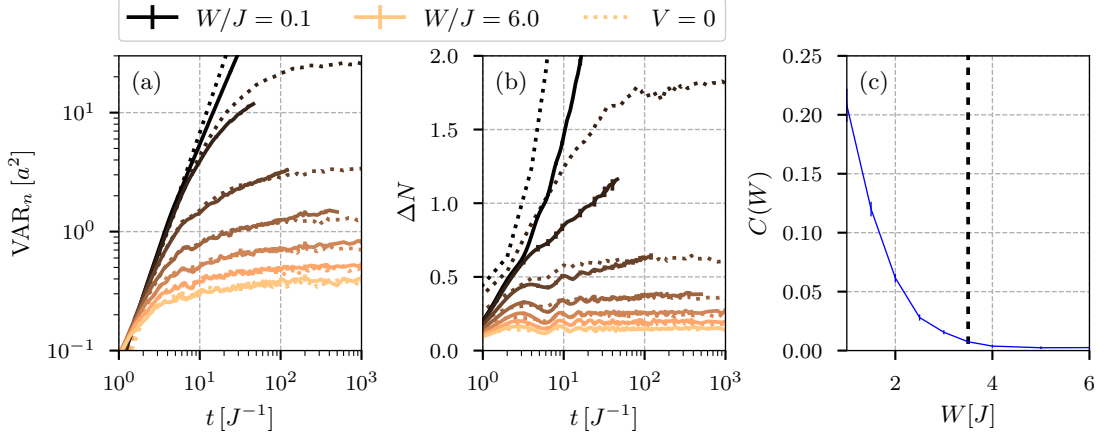 W/J = 0.1 W/J = 6.0 V = 0
(a)
10^1
10^0
10^{-1}
VAR_n [a^2]
10^0 10^1 10^2 10^3
t [J^{-1}]
(b)
2.0
1.5
1.0
0.5
0.0
ΔN
10^0 10^1 10^2 10^3
t [J^{-1}]
(c)
0.25
0.20
0.15
0.10
0.05
0.00
C(W)
2 4 6
W[J]